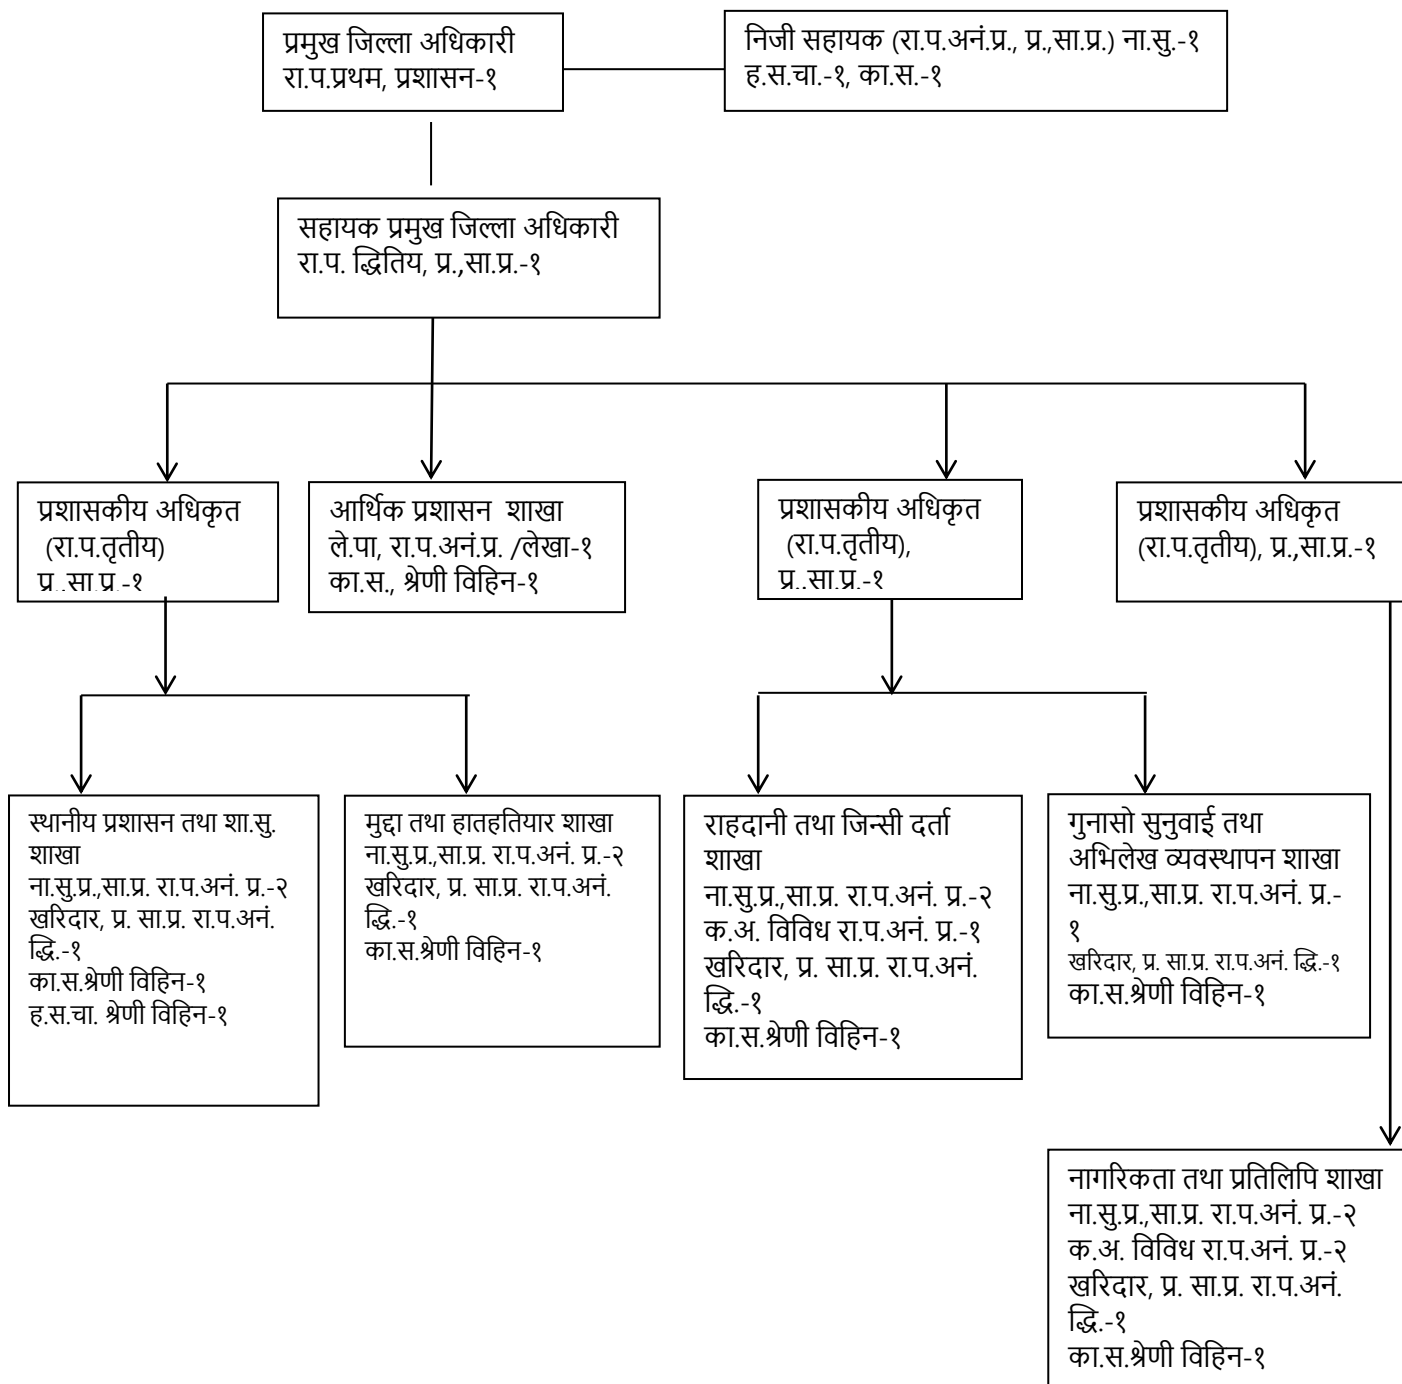 प्रमुख जिल्ला अधिकारी
रा.प.प्रथम, प्रशासन-१
निजी सहायक (रा.प.अनं.प्र., प्र.,सा.प्र.) ना.सु.-१
ह.स.चा.-१, का.स.-१
सहायक प्रमुख जिल्ला अधिकारी
रा.प. द्धितिय, प्र.,सा.प्र.-१
प्रशासकीय अधिकृत
(रा.प.तृतीय)
प्र.,सा.प्र.-१
आर्थिक प्रशासन शाखा
ले.पा, रा.प.अनं.प्र. /लेखा-१
का.स., श्रेणी विहिन-१
प्रशासकीय अधिकृत
(रा.प.तृतीय),
प्र.,सा.प्र.-१
प्रशासकीय अधिकृत
(रा.प.तृतीय), प्र.,सा.प्र.-१
स्थानीय प्रशासन तथा शा.सु.
शाखा
ना.सु.प्र.,सा.प्र. रा.प.अनं. प्र.-२
खरिदार, प्र. सा.प्र. रा.प.अनं.
द्धि.-१
का.स.श्रेणी विहिन-१
ह.स.चा. श्रेणी विहिन-१
मुद्दा तथा हातहतियार शाखा
ना.सु.प्र.,सा.प्र. रा.प.अनं. प्र.-२
खरिदार, प्र. सा.प्र. रा.प.अनं.
द्धि.-१
का.स.श्रेणी विहिन-१
राहदानी तथा जिन्सी दर्ता
शाखा
ना.सु.प्र.,सा.प्र. रा.प.अनं. प्र.-२
क.अ. विविध रा.प.अनं. प्र.-१
खरिदार, प्र. सा.प्र. रा.प.अनं.
द्धि.-१
का.स.श्रेणी विहिन-१
गुनासो सुनुवाई तथा
अभिलेख व्यवस्थापन शाखा
ना.सु.प्र.,सा.प्र. रा.प.अनं. प्र.-
१
खरिदार, प्र. सा.प्र. रा.प.अनं. द्धि.-१
का.स.श्रेणी विहिन-१
नागरिकता तथा प्रतिलिपि शाखा
ना.सु.प्र.,सा.प्र. रा.प.अनं. प्र.-२
क.अ. विविध रा.प.अनं. प्र.-२
खरिदार, प्र. सा.प्र. रा.प.अनं.
द्धि.-१
का.स.श्रेणी विहिन-१